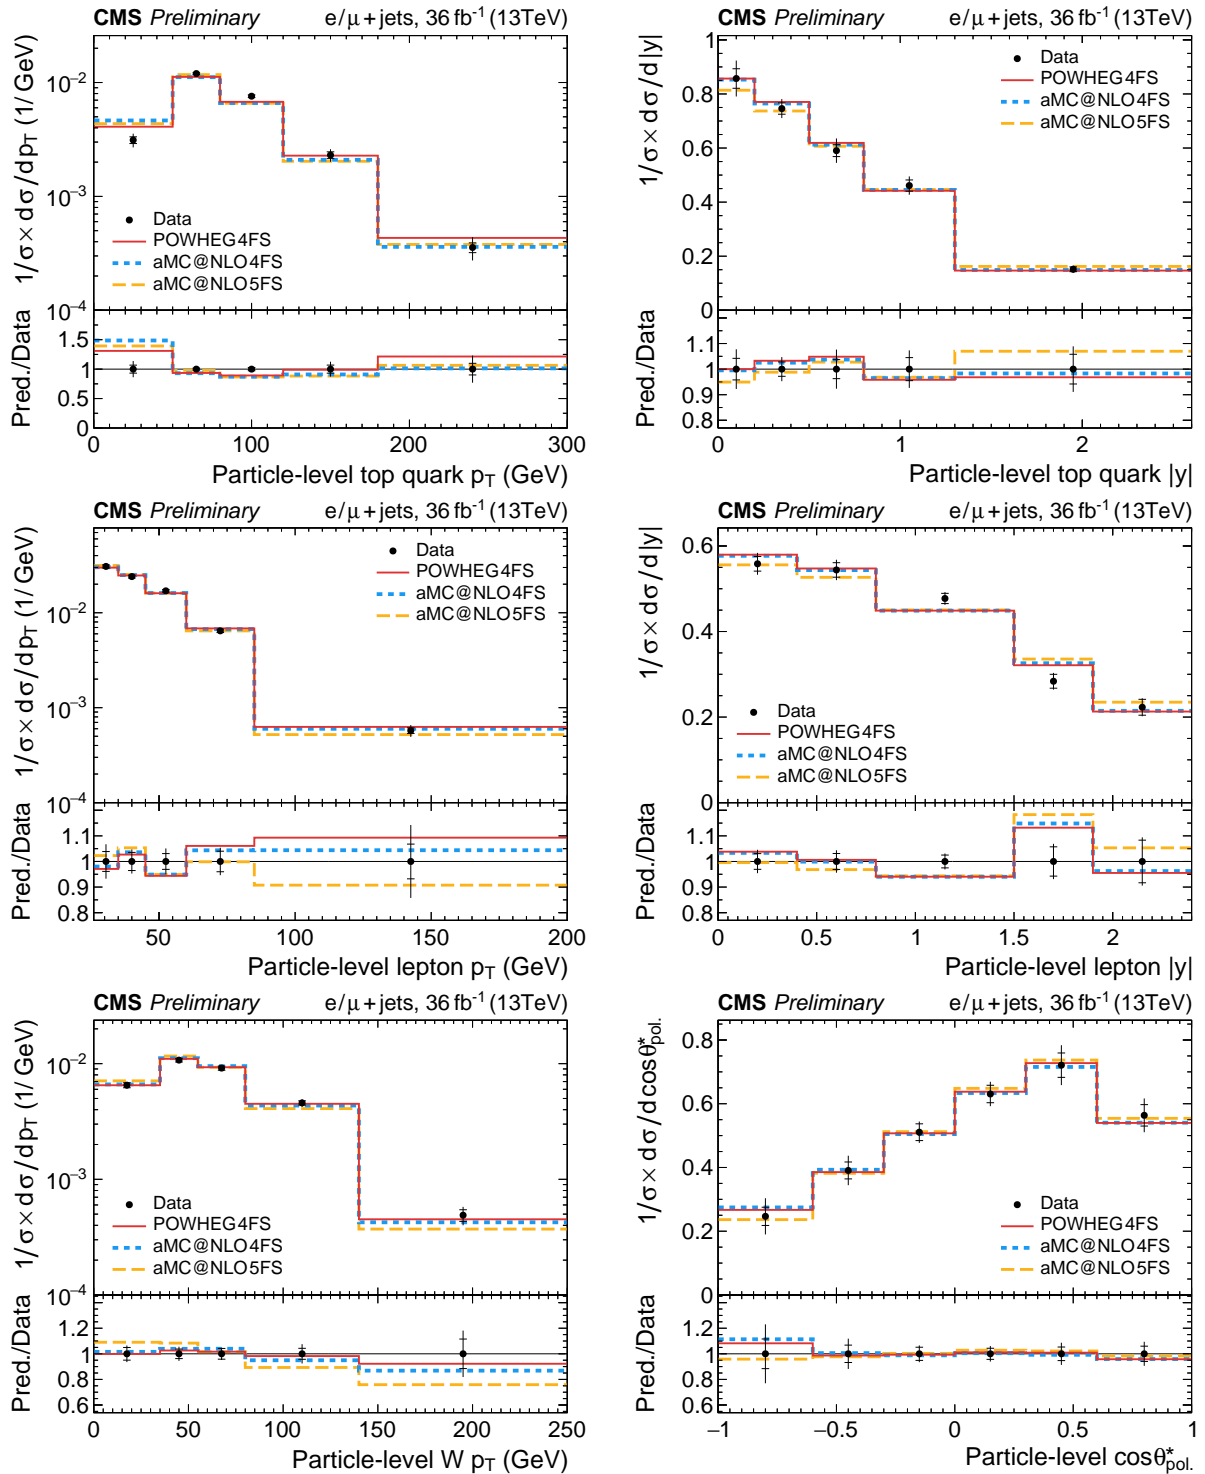 CMS Preliminary e/μ+jets, 36 fb⁻¹ (13TeV)
1/σ× dσ/dp_T (1/GeV)
10⁻²
10⁻³
10⁻⁴
Data
POWHEG4FS
aMC@NLO4FS
aMC@NLO5FS
Pred./Data
1.5
1
0.5
0
0 100 200 300
Particle-level top quark p_T (GeV)
CMS Preliminary e/μ+jets, 36 fb⁻¹ (13TeV)
1/σ× dσ/d|y|
1
0.8
0.6
0.4
0.2
0
Data
POWHEG4FS
aMC@NLO4FS
aMC@NLO5FS
Pred./Data
1.1
1
0.9
0.8
0 1 2
Particle-level top quark |y|
CMS Preliminary e/μ+jets, 36 fb⁻¹ (13TeV)
1/σ× dσ/dp_T (1/GeV)
10⁻²
10⁻³
10⁻⁴
Data
POWHEG4FS
aMC@NLO4FS
aMC@NLO5FS
Pred./Data
1.1
1
0.9
0.8
50 100 150 200
Particle-level lepton p_T (GeV)
CMS Preliminary e/μ+jets, 36 fb⁻¹ (13TeV)
1/σ× dσ/d|y|
0.6
0.4
0.2
0
Data
POWHEG4FS
aMC@NLO4FS
aMC@NLO5FS
Pred./Data
1.1
1
0.9
0.8
0 0.5 1 1.5 2
Particle-level lepton |y|
CMS Preliminary e/μ+jets, 36 fb⁻¹ (13TeV)
1/σ× dσ/dp_T (1/GeV)
10⁻²
10⁻³
10⁻⁴
Data
POWHEG4FS
aMC@NLO4FS
aMC@NLO5FS
Pred./Data
1.2
1
0.8
0.6
0 50 100 150 200 250
Particle-level W p_T (GeV)
CMS Preliminary e/μ+jets, 36 fb⁻¹ (13TeV)
1/σ× dσ/dcosθ*_pol.
0.8
0.6
0.4
0.2
0
Data
POWHEG4FS
aMC@NLO4FS
aMC@NLO5FS
Pred./Data
1.2
1
0.8
0.6
−1 −0.5 0 0.5 1
Particle-level cosθ*_pol.